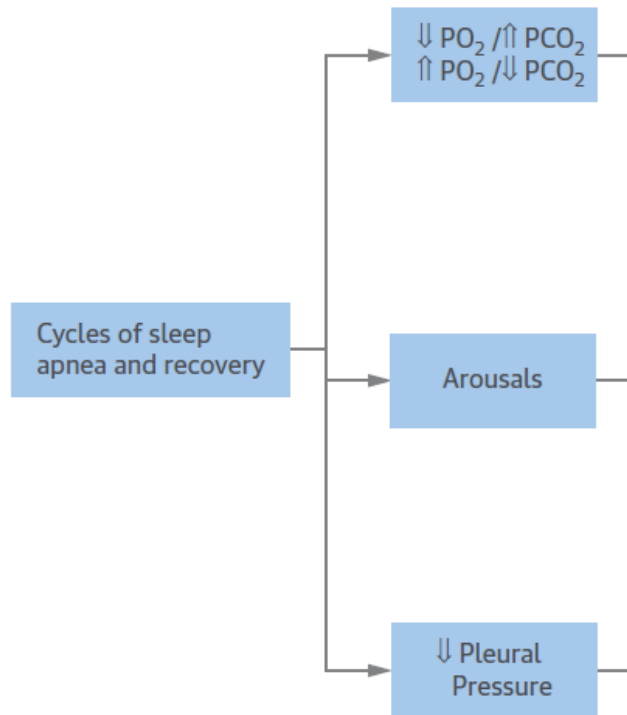 ⇓ PO₂ /⇑ PCO₂
⇑ PO₂ /⇓ PCO₂
Cycles of sleep
apnea and recovery
Arousals
⇓ Pleural
Pressure